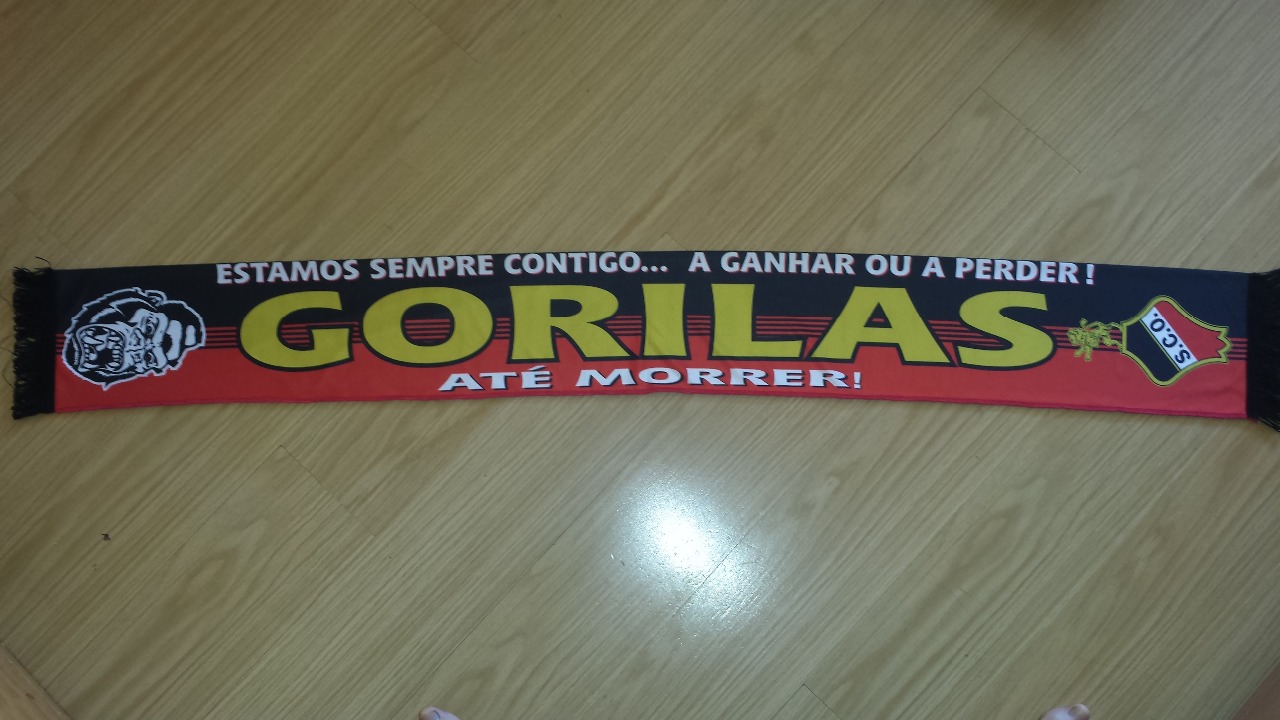 ESTAMOS SEMPRE CONTIGO... A GANHAR OU A PERDER!
GORILAS
ATÉ MORRER!
S.C.O.